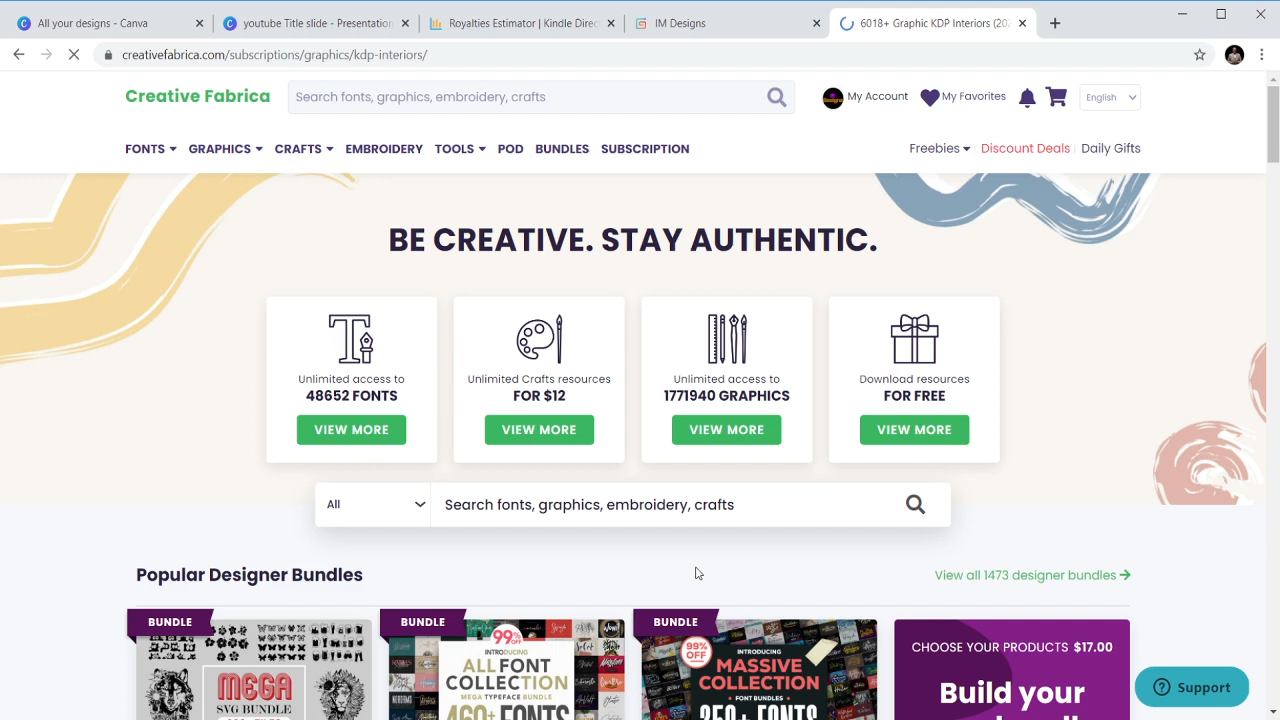 All your designs - Canva
youtube Title slide - Presentation
Royalties Estimator | Kindle Direc
IM Designs
6018+ Graphic KDP Interiors (202
creativefabrica.com/subscriptions/graphics/kdp-interiors/
Creative Fabrica
Search fonts, graphics, embroidery, crafts
My Account
My Favorites
English
FONTS
GRAPHICS
CRAFTS
EMBROIDERY
TOOLS
POD
BUNDLES
SUBSCRIPTION
Freebies
Discount Deals
Daily Gifts
BE CREATIVE. STAY AUTHENTIC.
Unlimited access to
48652 FONTS
VIEW MORE
Unlimited Crafts resources
FOR $12
VIEW MORE
Unlimited access to
1771940 GRAPHICS
VIEW MORE
Download resources
FOR FREE
VIEW MORE
All
Search fonts, graphics, embroidery, crafts
Popular Designer Bundles
View all 1473 designer bundles
BUNDLE
MEGA
SVG BUNDLE
BUNDLE
99%
INTRODUCING
ALL FONT
COLLECTION
MEGA TYPEFACE BUNDLE
460+ FONTS
BUNDLE
99%
OFF
INTRODUCING
MASSIVE
COLLECTION
FONT BUNDLES
350+ FONTS
CHOOSE YOUR PRODUCTS $17.00
Build your
Support